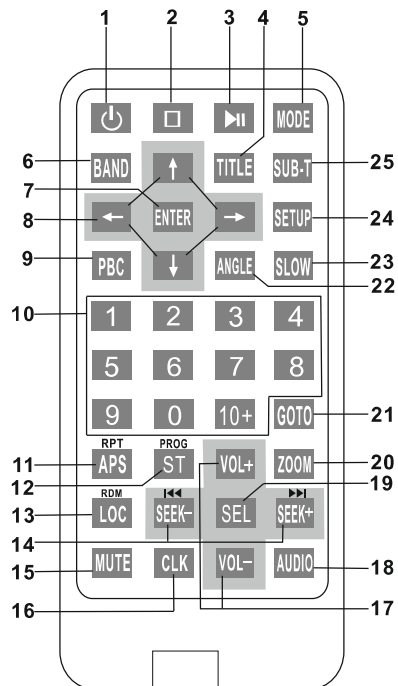 1 2 3 4 5
MODE
6 BAND TITLE SUB-T 25
7 ENTER SETUP 24
8
9 PBC ANGLE SLOW 23
22
10 1 2 3 4
5 6 7 8
9 0 10+ GOTO 21
RPT PROG
11 APS ST VOL+ ZOOM 20
12 19
RDM
13 LOC SEEK- SEL SEEK+
14
15 MUTE CLK VOL- AUDIO 18
16 17